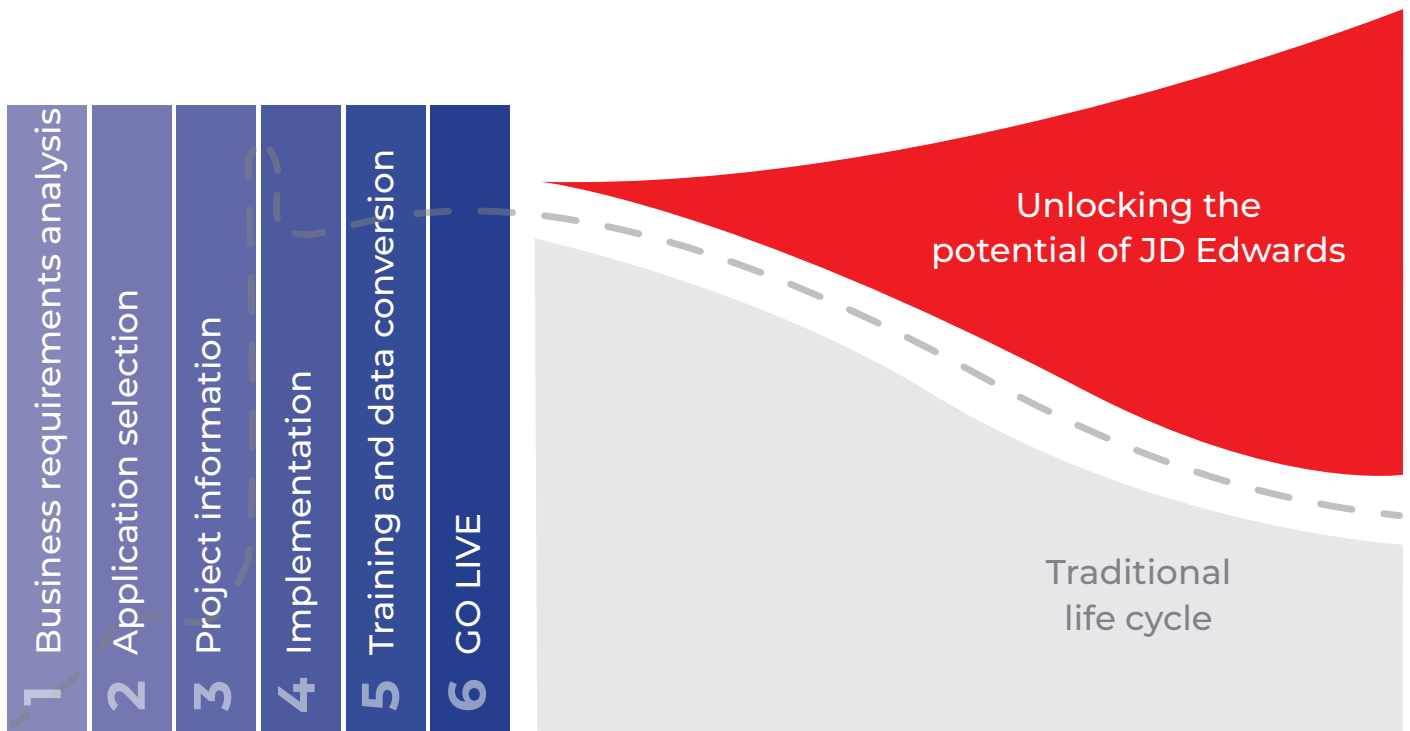 1 Business requirements analysis
2 Application selection
3 Project information
4 Implementation
5 Training and data conversion
6 GO LIVE
Unlocking the
potential of JD Edwards
Traditional
life cycle